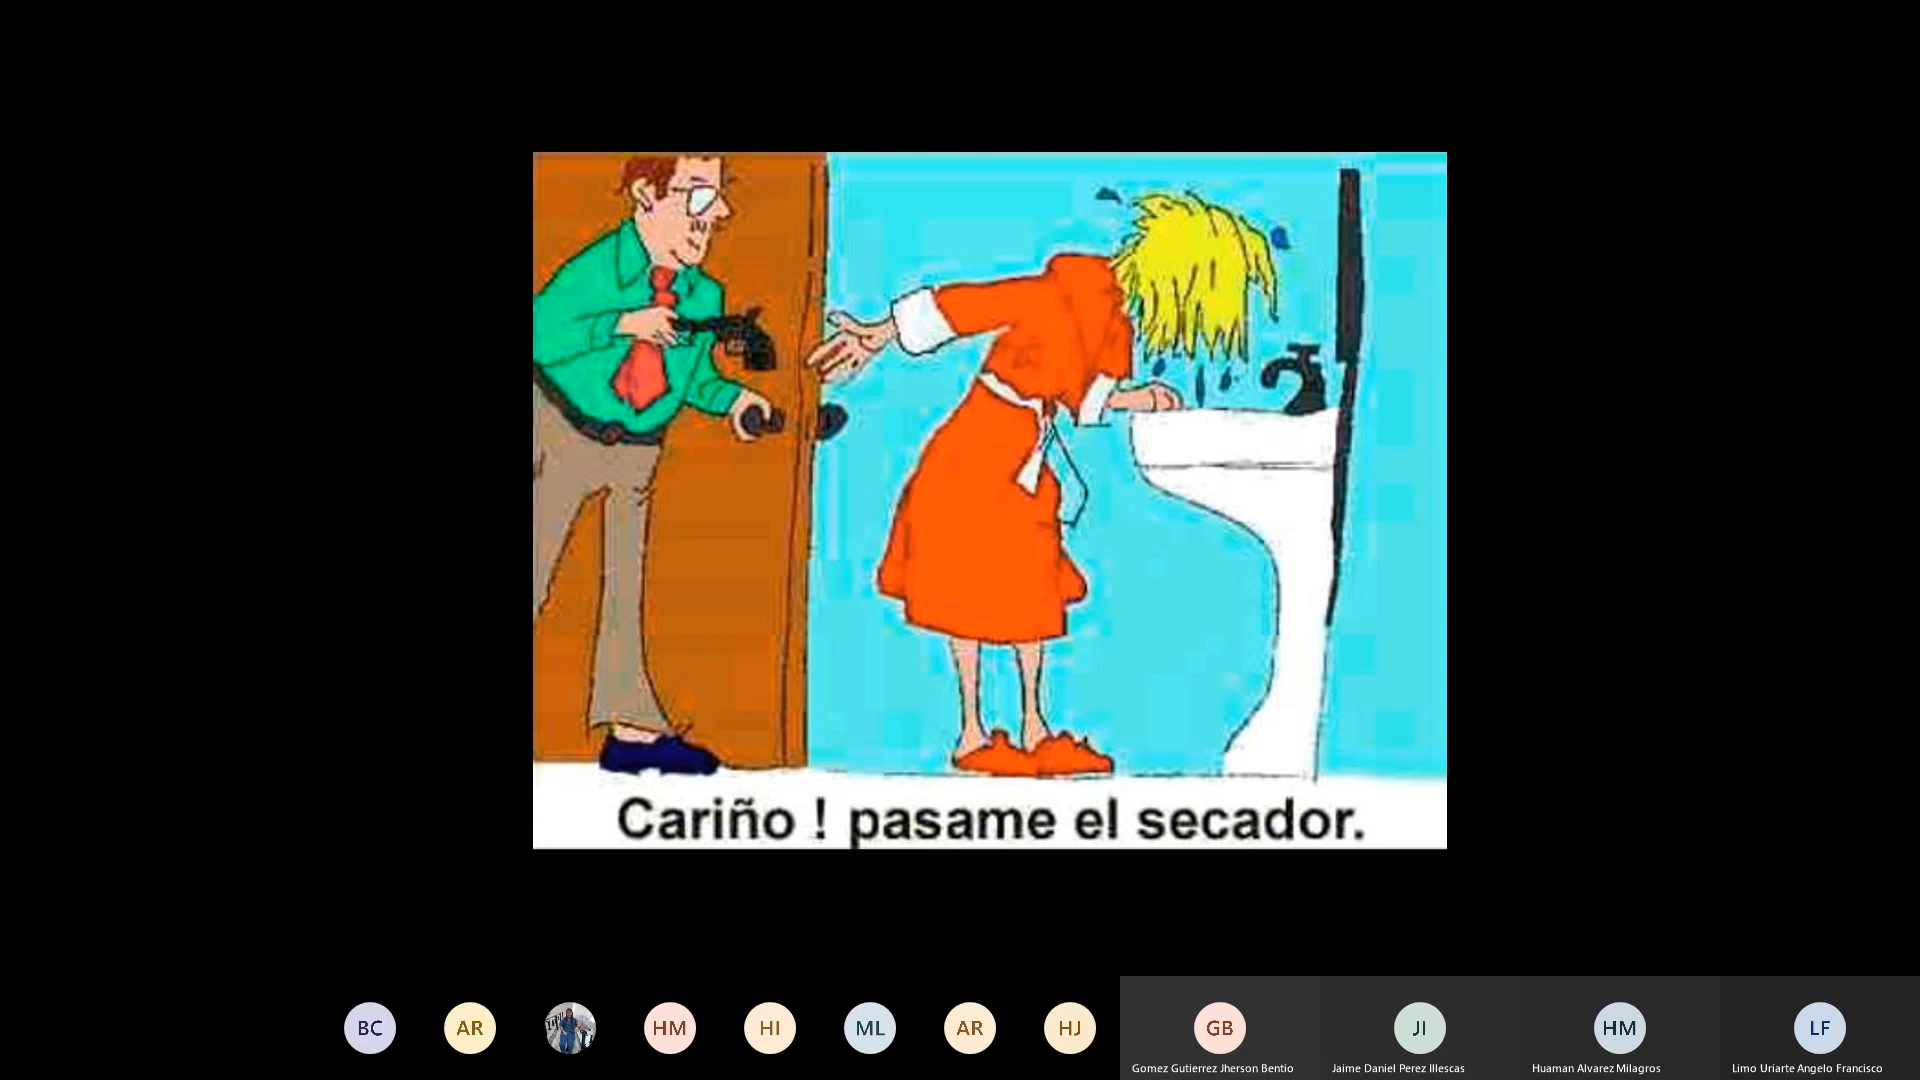 Cariño ! pasame el secador.
BC
AR
HM
HI
ML
AR
HJ
GB
JI
HM
LF
Gomez Gutierrez Jherson Bentio
Jaime Daniel Perez Illescas
Huaman Alvarez Milagros
Limo Uriarte Angelo Francisco